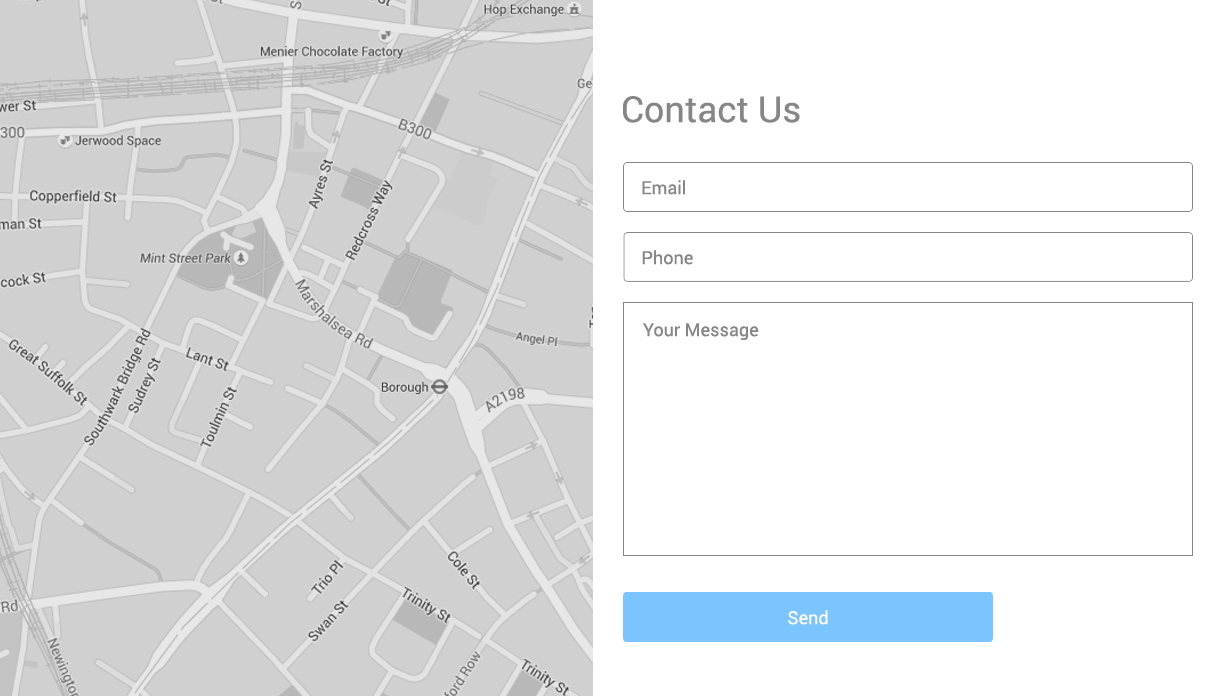 Hop Exchange
Menier Chocolate Factory
Ge
wer St
300
B300
Jerwood Space
Ayres St
Copperfield St
Redcross Way
man St
Mint Street Park
cock St
Marshalsea Rd
Angel Pl
Great Suffolk St
Southwark Bridge Rd
Sudrey St
Lant St
Borough
A2198
Toulmin St
Cole St
Trio Pl
Trinity St
Swan St
Rd
Newington
ford Row
Trinity St
Contact Us
Email
Phone
Your Message
Send